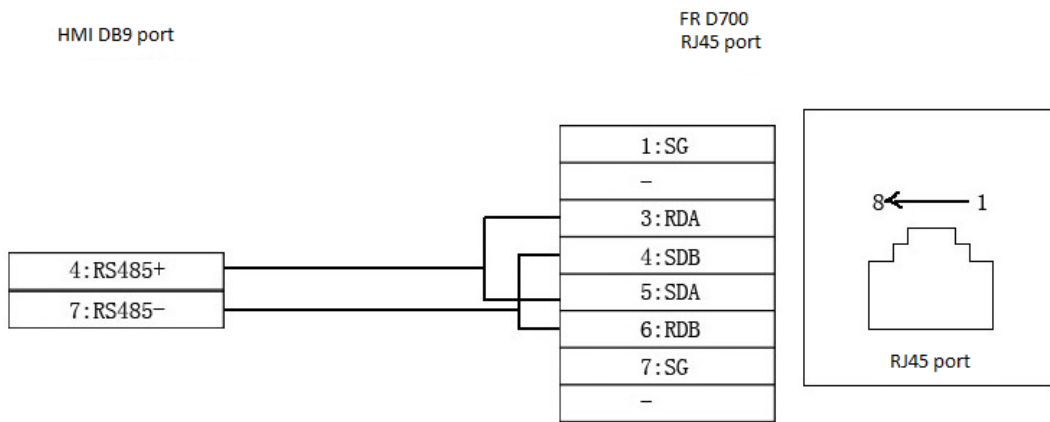 HMI DB9 port
FR D700
RJ45 port
1:SG
-
3:RDA
4:SDB
5:SDA
6:RDB
7:SG
-
4:RS485+
7:RS485-
8 1
RJ45 port